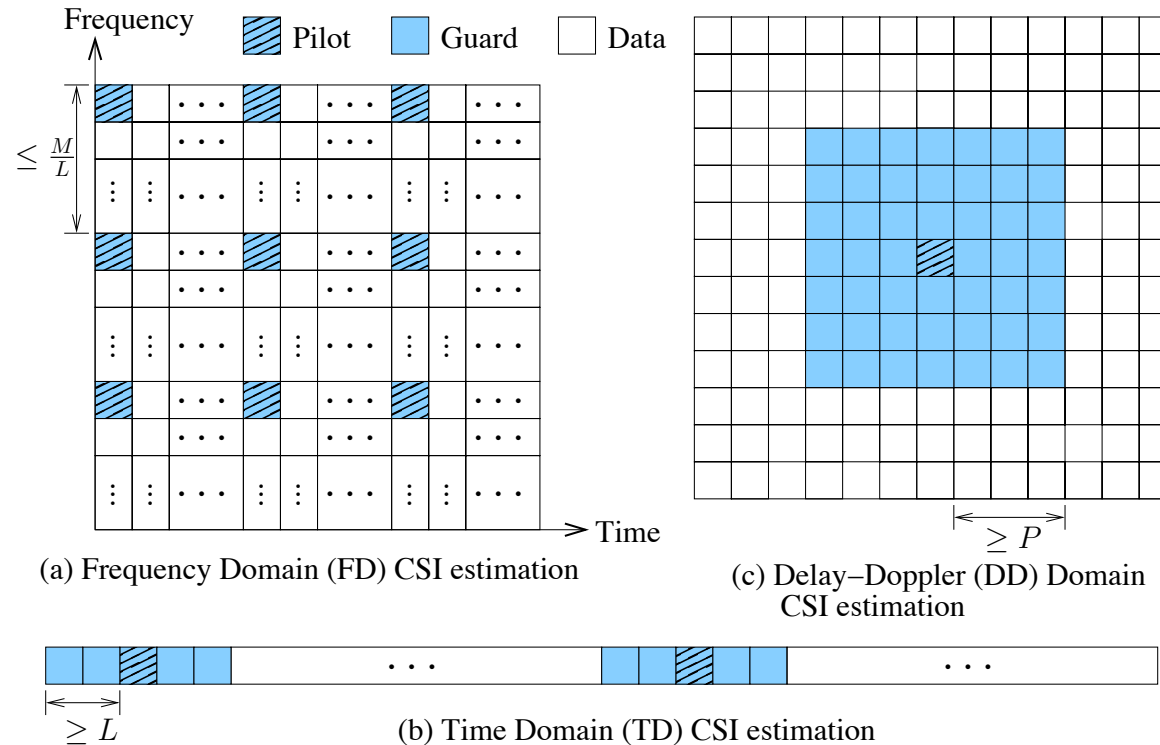 Frequency
Pilot
Guard
Data
≤ M/L
Time
(a) Frequency Domain (FD) CSI estimation
≥ P
(c) Delay–Doppler (DD) Domain
CSI estimation
≥ L
(b) Time Domain (TD) CSI estimation